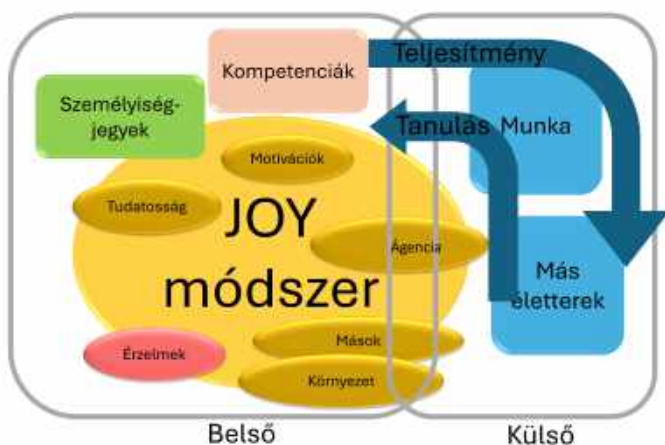 Kompetenciák
Teljesítmény
Személyiség-
jegyek
Tanulás
Munka
Motivációk
Tudatosság
JOY
módszer
Ágencia
Más
életterek
Érzelmek
Mások
Környezet
Belső
Külső